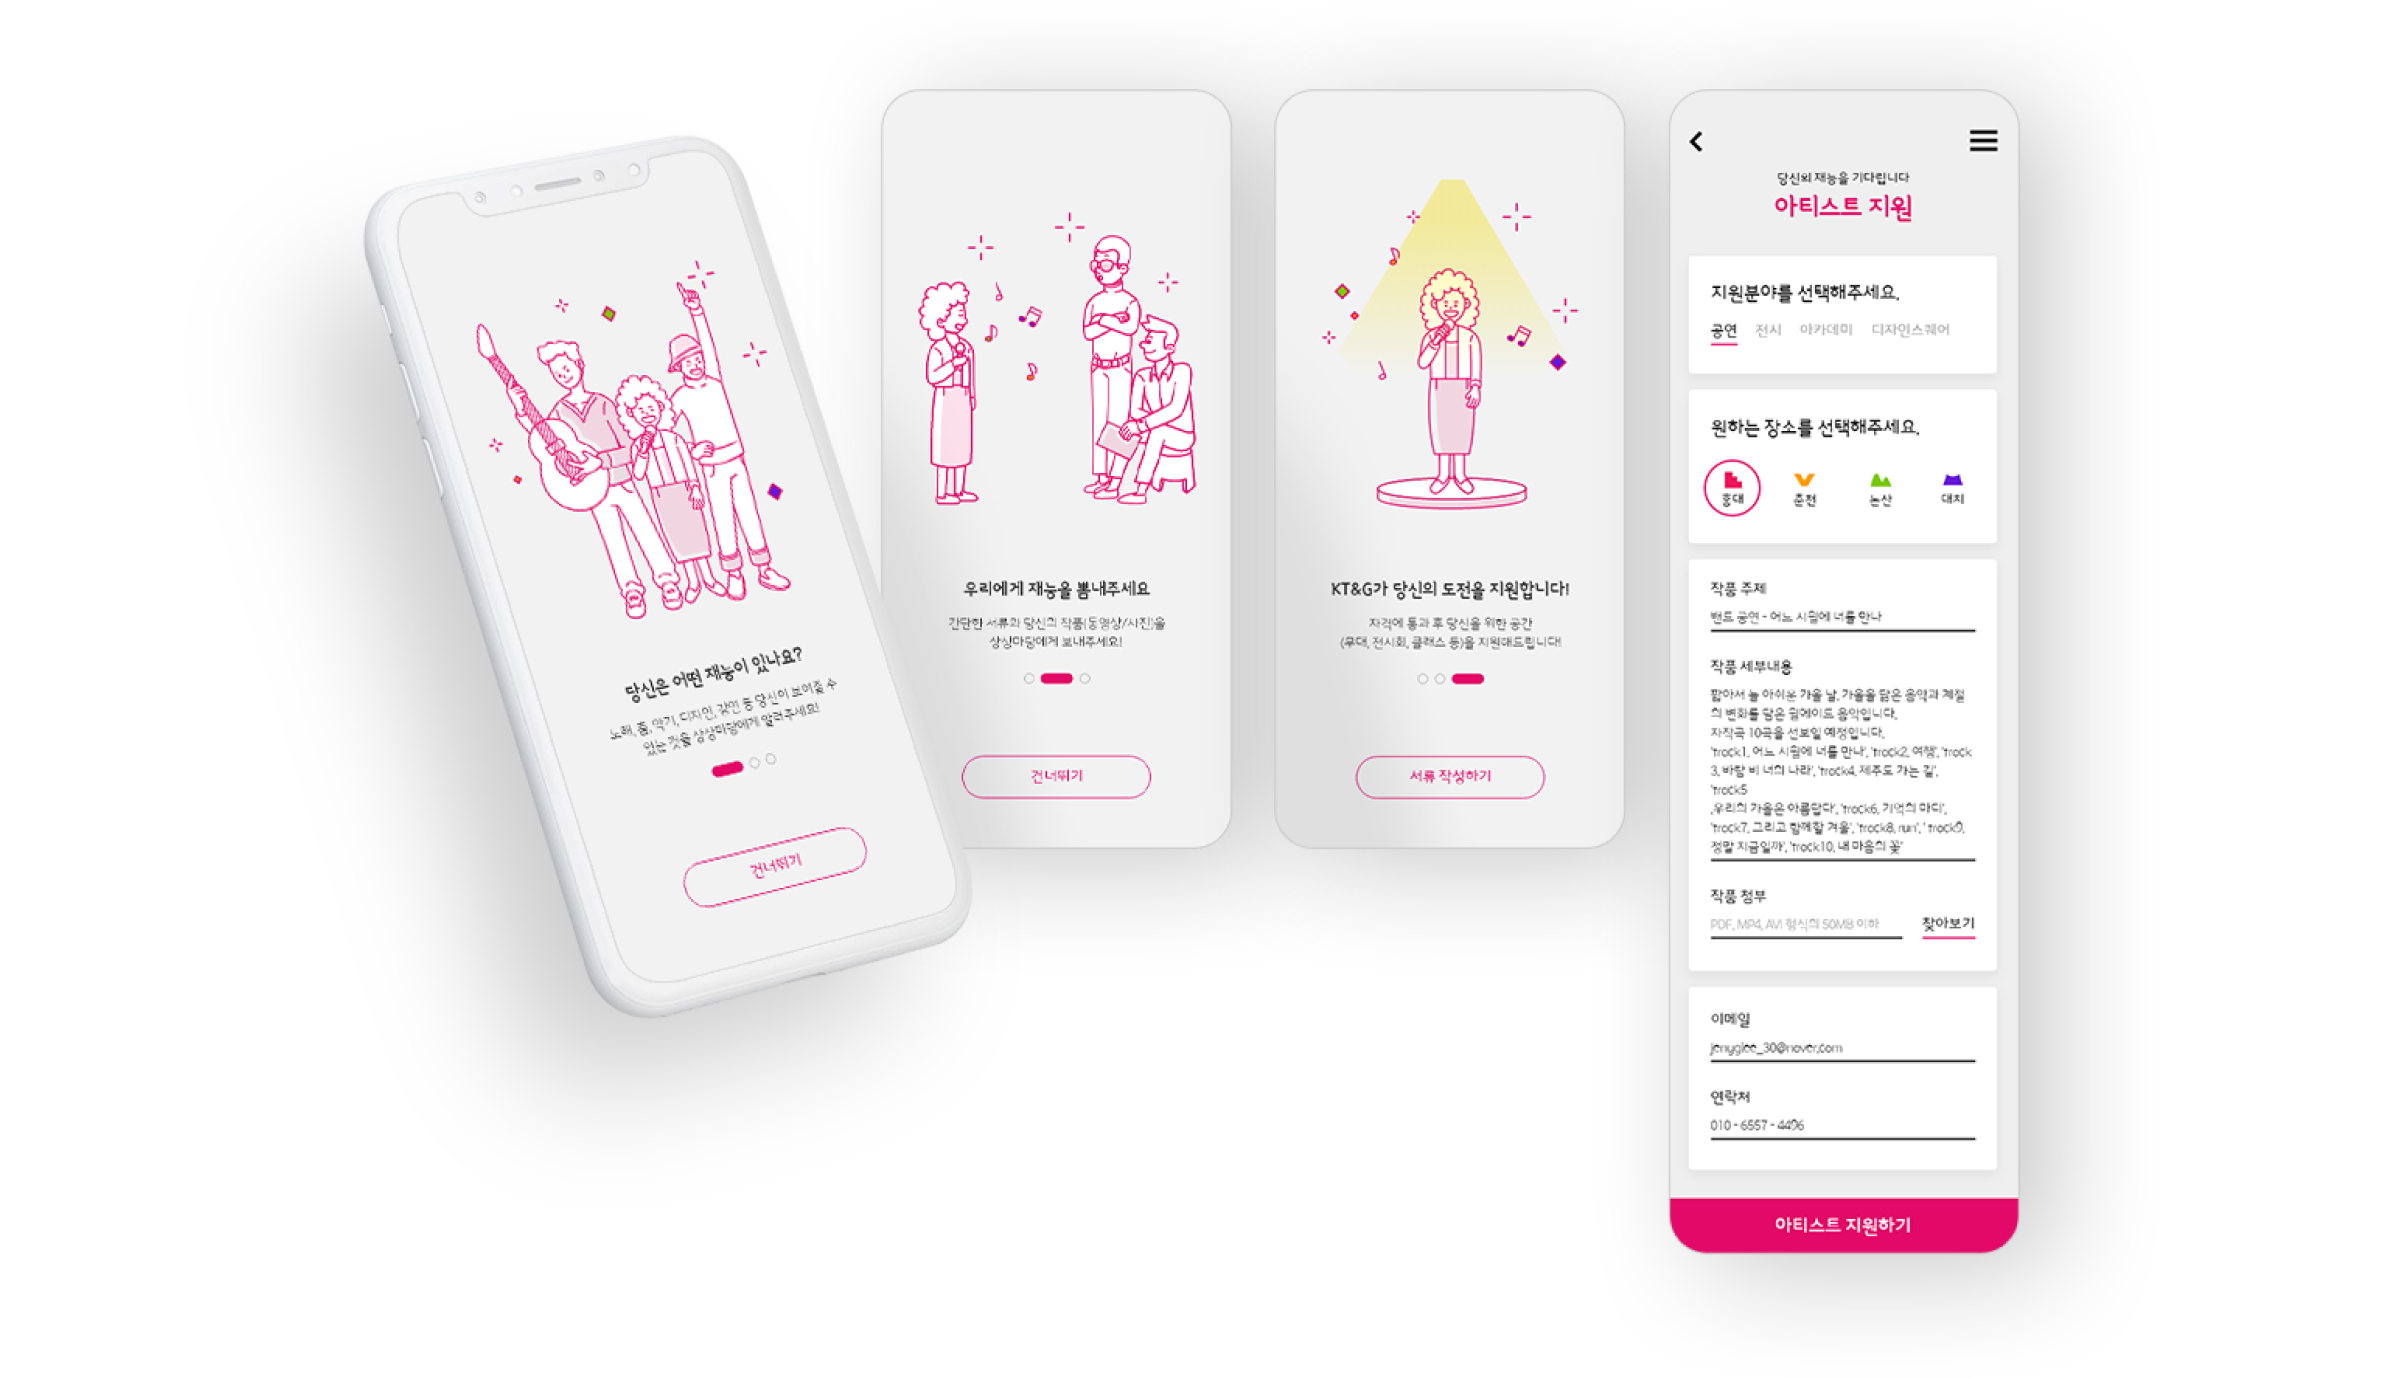 당신은 어떤 재능이 있나요?
노래, 춤, 악기, 디자인, 강연 등 당신이 보여줄 수
있는 것을 상상마당에게 알려주세요!
건너뛰기
우리에게 재능을 뽐내주세요
간단한 서류와 당신의 작품(동영상/사진)을
상상마당에게 보내주세요!
건너뛰기
KT&G가 당신의 도전을 지원합니다!
자격에 통과 후 당신을 위한 공간
(무대, 전시회, 클래스 등)을 지원해드립니다!
서류 작성하기
당신의 재능을 기다립니다
아티스트 지원
지원분야를 선택해주세요.
공연 전시 아카데미 디자인스퀘어
원하는 장소를 선택해주세요.
홍대 춘천 논산 대치
작품 주제
밴드 공연 - 어느 시월에 너를 만나
작품 세부내용
짧아서 늘 아쉬운 가을 날, 가을을 닮은 음악과 계절
의 변화를 담은 웰메이드 음악입니다.
자작곡 10곡을 선보일 예정입니다.
'track1, 어느 시월에 너를 만나', 'track2, 여행', 'track
3, 바람 비 너의 나라', 'track4, 제주도 가는 길',
'track5
,우리의 가을은 아름답다', 'track6, 기억의 마디',
'track7, 그리고 함께할 겨울', 'track8, run', ' track9,
정말 지금일까', 'track10, 내 마음의 꽃'
작품 첨부
PDF, MP4, AVI 형식의 50MB 이하 찾아보기
이메일
jenyglee_30@naver.com
연락처
010 - 6557 - 4496
아티스트 지원하기